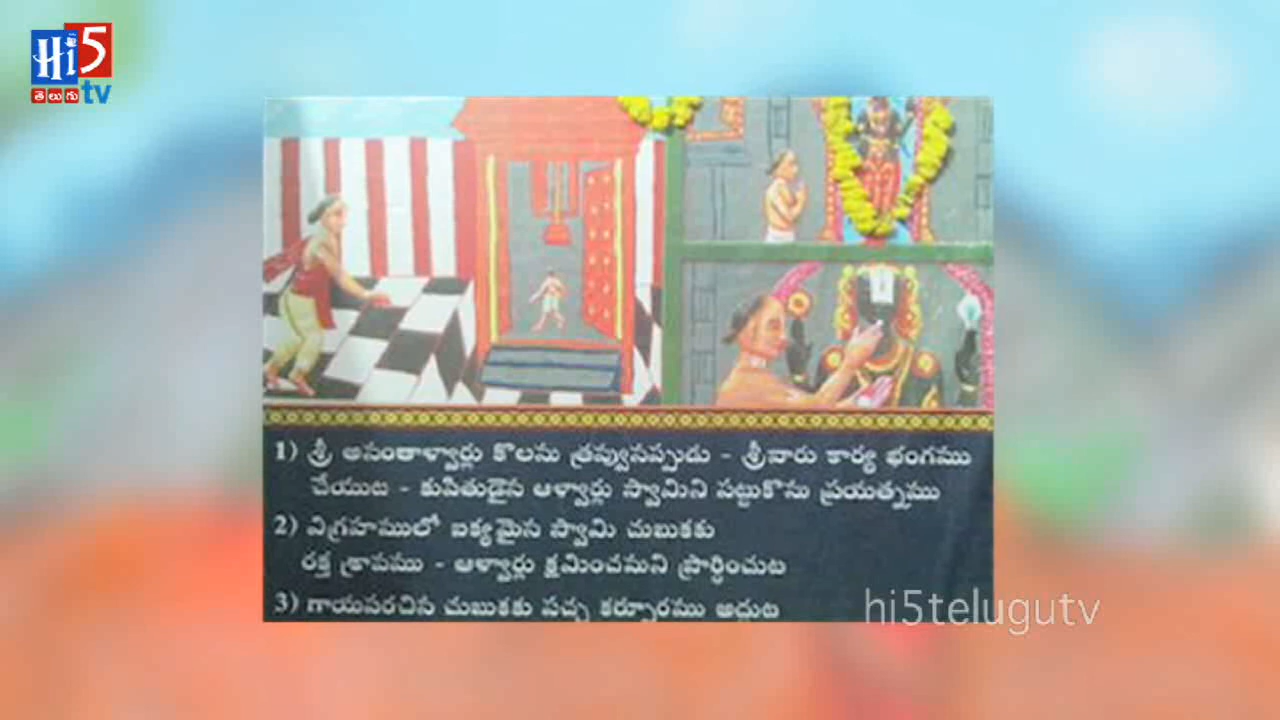 Hi5
తెలుగు tv
1) శ్రీ అనంతాళ్వార్లు కొలను త్రవ్వునప్పుడు - శ్రీవారు కార్య భంగము
చేయుట - కుపితుడైన ఆళ్వార్లు స్వామిని పట్టుకొను ప్రయత్నము
2) విగ్రహములో ఐక్యమైన స్వామి చుబుకకు
రక్త శ్రావము - ఆళ్వార్లు క్షమించమని ప్రార్థించుట
3) గాయపరచిన చుబుకకు పచ్చ కర్పూరము అద్దుట
hi5telugutv